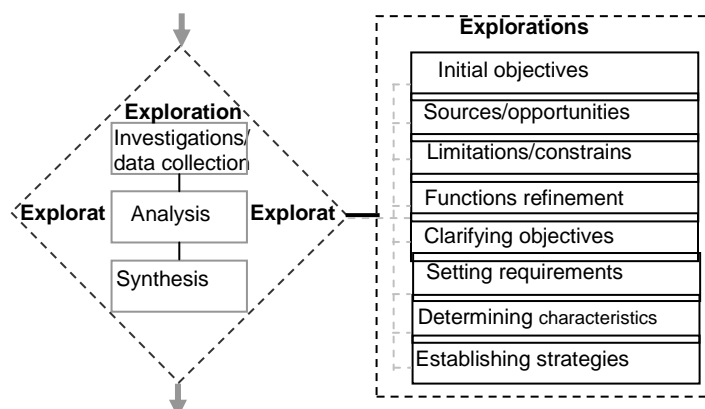 Explorations
Initial objectives
Exploration
Investigations/
data collection
Sources/opportunities
Limitations/constrains
Explorat
Analysis
Explorat
Functions refinement
Clarifying objectives
Synthesis
Setting requirements
Determining characteristics
Establishing strategies